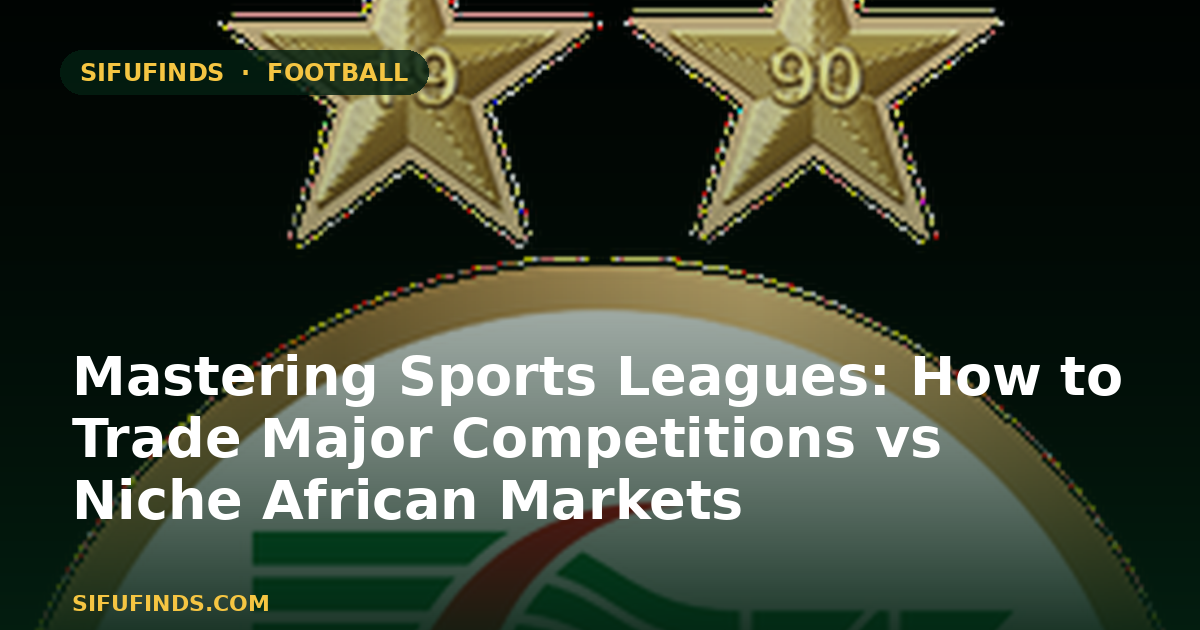 SIFUFINDS · FOOTBALL
90
Mastering Sports Leagues: How to
Trade Major Competitions vs
Niche African Markets
SIFUFINDS.COM